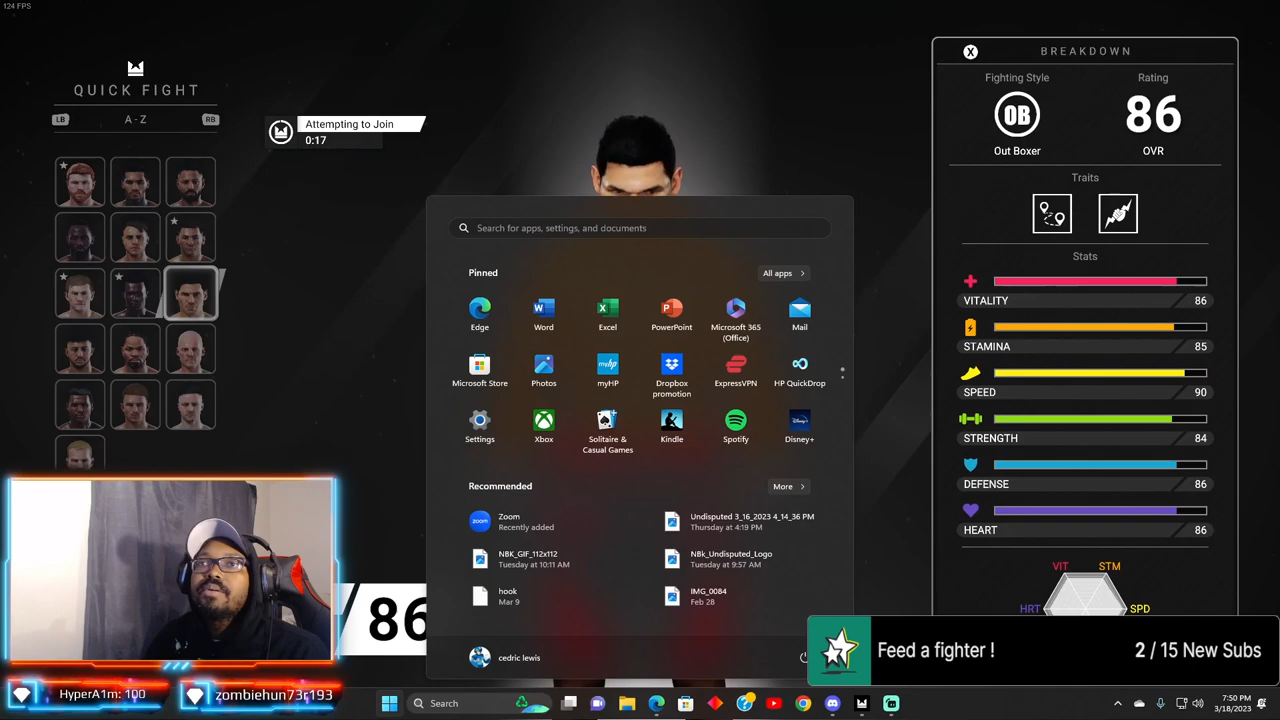 124 FPS
QUICK FIGHT
LB
A - Z
RB
Attempting to Join
0:17
86
Search for apps, settings, and documents
Pinned
All apps
Edge
Word
Excel
PowerPoint
Microsoft 365
(Office)
Mail
Microsoft Store
Photos
myhp
myHP
Dropbox
promotion
ExpressVPN
HP QuickDrop
Settings
Xbox
Solitaire &
Casual Games
Kindle
Spotify
Disney+
Recommended
More
zoom
Zoom
Recently added
Undisputed 3_16_2023 4_14_36 PM
Thursday at 4:19 PM
NBK_GIF_112x112
Tuesday at 10:11 AM
NBk_Undisputed_Logo
Tuesday at 9:57 AM
hook
Mar 9
IMG_0084
Feb 28
cedric lewis
X
BREAKDOWN
Fighting Style
Rating
OB
86
Out Boxer
OVR
Traits
Stats
VITALITY
86
STAMINA
85
SPEED
90
STRENGTH
84
DEFENSE
86
HEART
86
VIT
STM
HRT
SPD
Feed a fighter !
2 / 15 New Subs
HyperA1m: 100
zombiehun73r193
Search
7:50 PM
3/18/2023